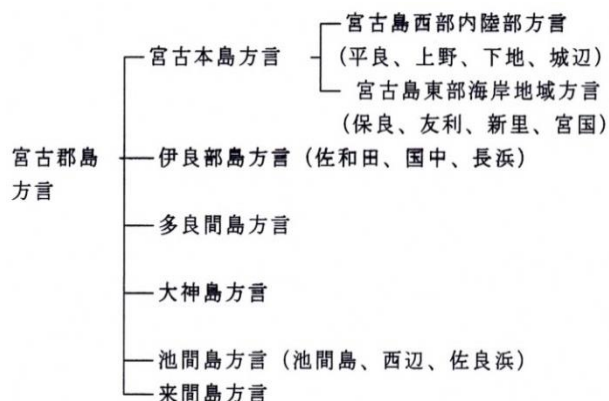 宮古島西部内陸部方言
宮古本島方言
(平良、上野、下地、城辺)
宮古島東部海岸地域方言
(保良、友利、新里、宮国)
宮古郡島
方言
伊良部島方言(佐和田、国中、長浜)
多良間島方言
大神島方言
池間島方言(池間島、西辺、佐良浜)
来間島方言